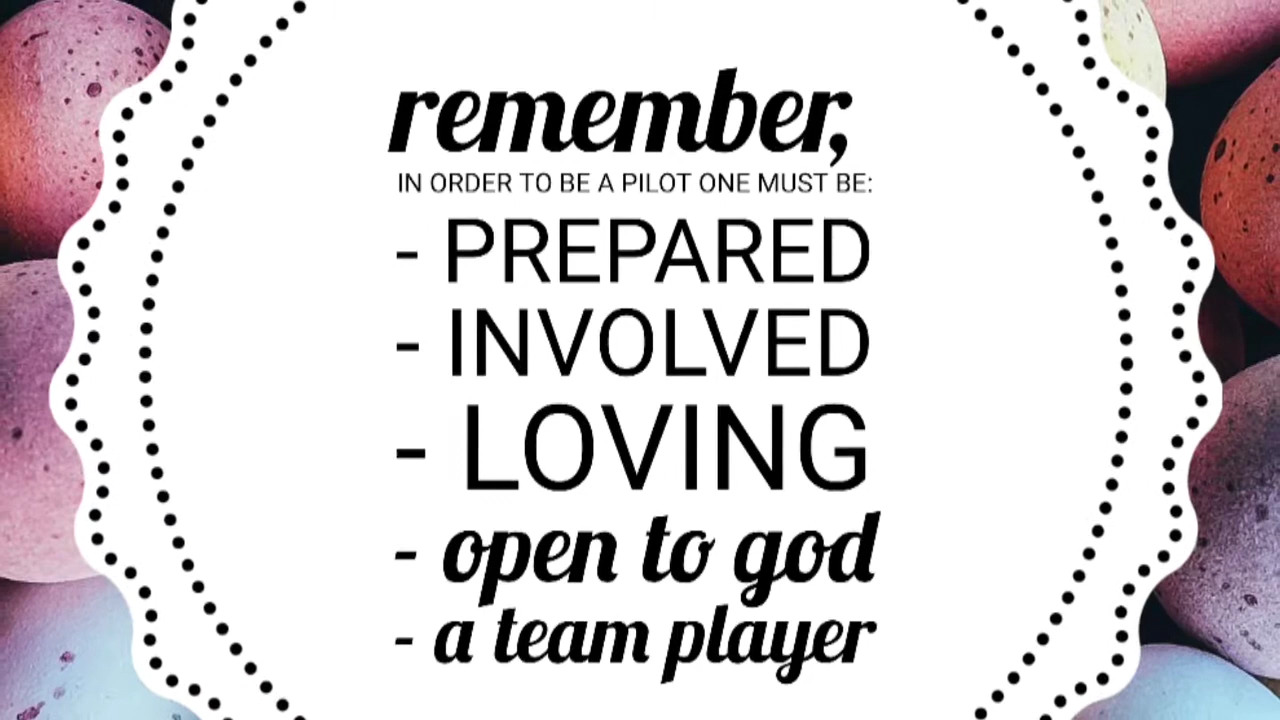 remember,
IN ORDER TO BE A PILOT ONE MUST BE:
- PREPARED
- INVOLVED
- LOVING
- open to god
- a team player